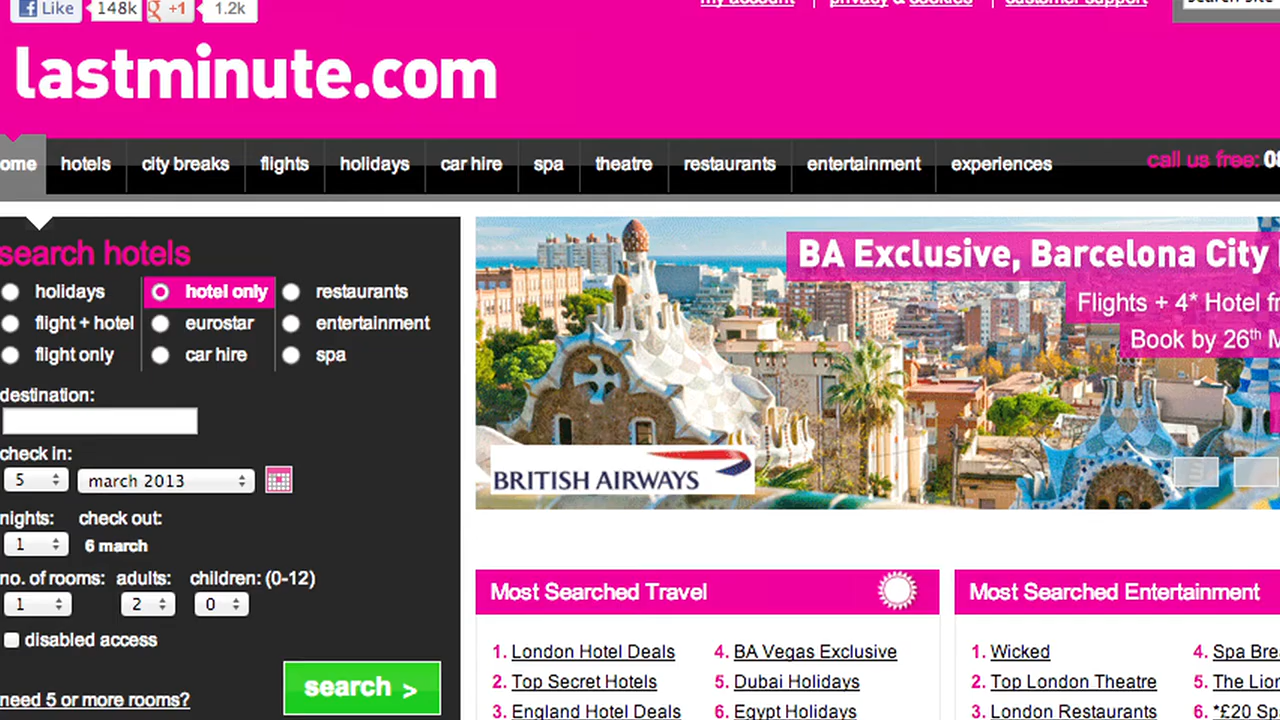 Like 148k +1 1.2k
my account privacy & cookies customer support search site
lastminute.com
ome hotels city breaks flights holidays car hire spa theatre restaurants entertainment experiences call us free: 08
search hotels
holidays hotel only restaurants
flight + hotel eurostar entertainment
flight only car hire spa
destination:
check in:
5 march 2013
nights: check out:
1 6 march
no. of rooms: adults: children: (0-12)
1 2 0
disabled access
need 5 or more rooms?
search >
BA Exclusive, Barcelona City
Flights + 4* Hotel fr
Book by 26th M
BRITISH AIRWAYS
Most Searched Travel
1. London Hotel Deals
2. Top Secret Hotels
3. England Hotel Deals
4. BA Vegas Exclusive
5. Dubai Holidays
6. Egypt Holidays
Most Searched Entertainment
1. Wicked
2. Top London Theatre
3. London Restaurants
4. Spa Bre
5. The Lion
6. *£20 Sp